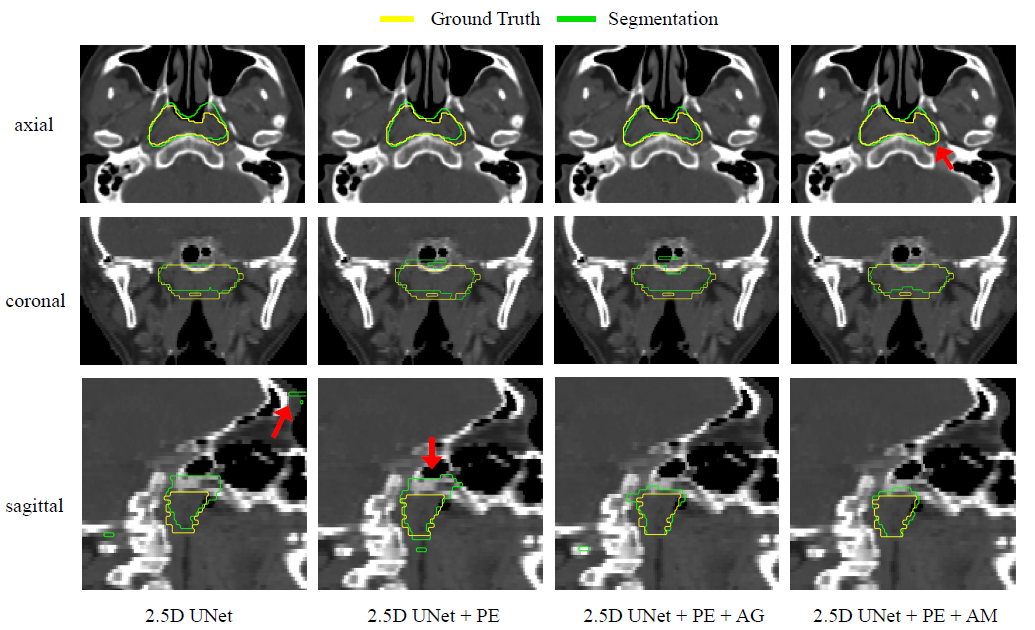 Ground Truth Segmentation
axial
coronal
sagittal
2.5D UNet 2.5D UNet + PE 2.5D UNet + PE + AG 2.5D UNet + PE + AM